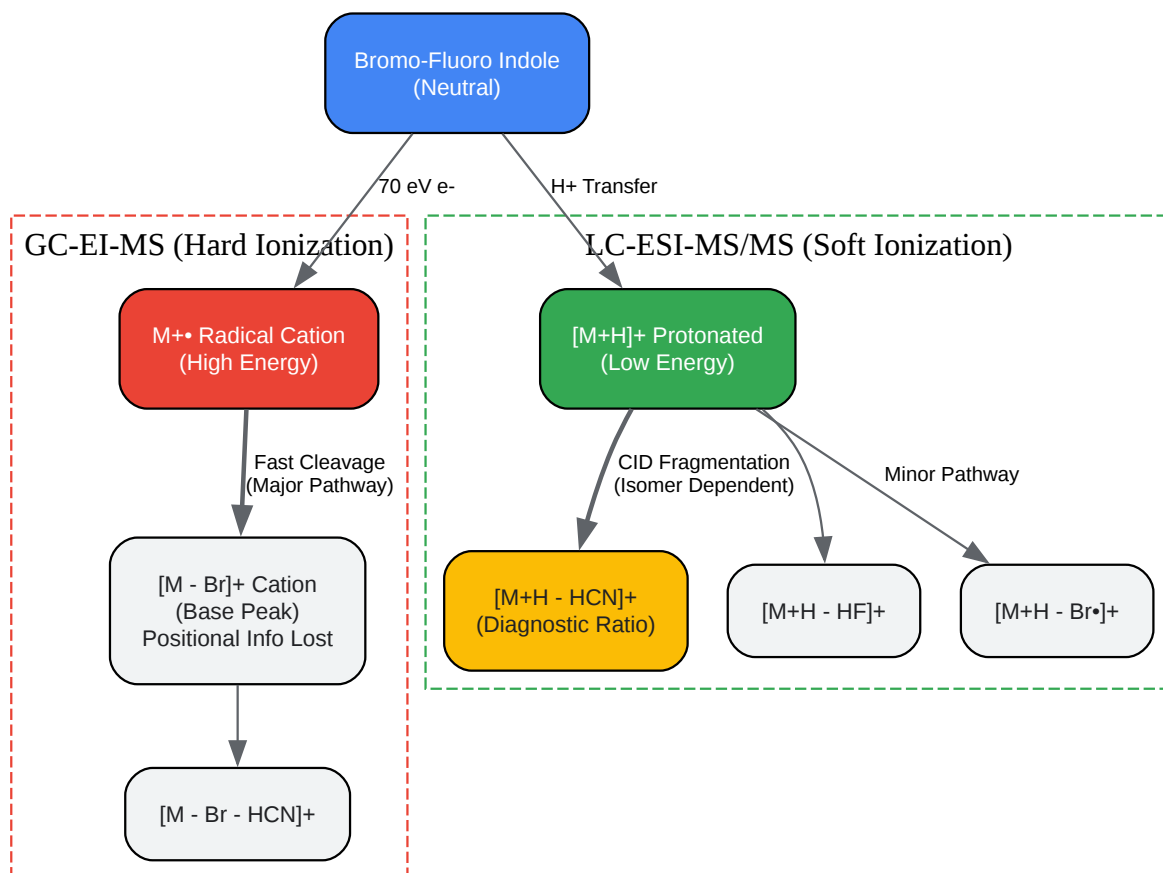 Bromo-Fluoro Indole
(Neutral)
70 eV e-
H+ Transfer
GC-EI-MS (Hard Ionization)
LC-ESI-MS/MS (Soft Ionization)
M+• Radical Cation
(High Energy)
[M+H]+ Protonated
(Low Energy)
Fast Cleavage
(Major Pathway)
CID Fragmentation
(Isomer Dependent)
Minor Pathway
[M - Br]+ Cation
(Base Peak)
Positional Info Lost
[M+H - HCN]+
(Diagnostic Ratio)
[M+H - HF]+
[M+H - Br•]+
[M - Br - HCN]+